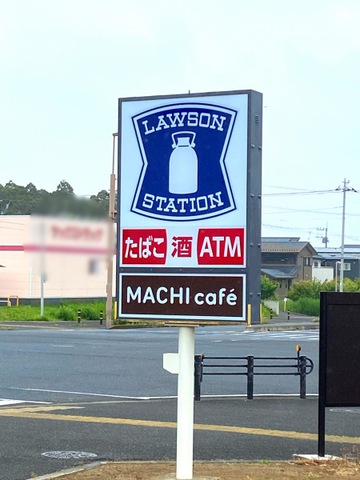 LAWSON
STATION
たばこ 酒 ATM
MACHI café